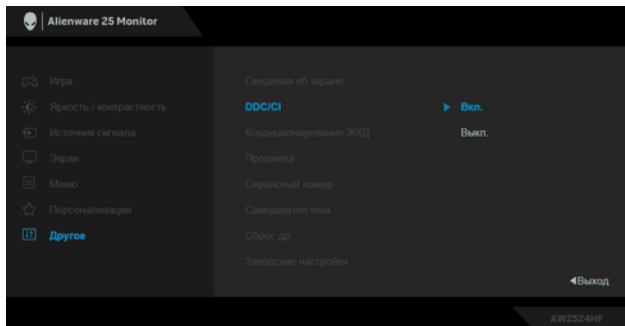 Alienware 25 Monitor
Игра
Яркость / контрастность
Источник сигнала
Экран
Меню
Персонализация
Другое
Сведения об экране
DDC/CI
Вкл.
Кондиционирование ЖКД
Выкл.
Прошивка
Сервисный номер
Самодиагностика
Сброс др
Заводские настройки
Выход
AW2524HF